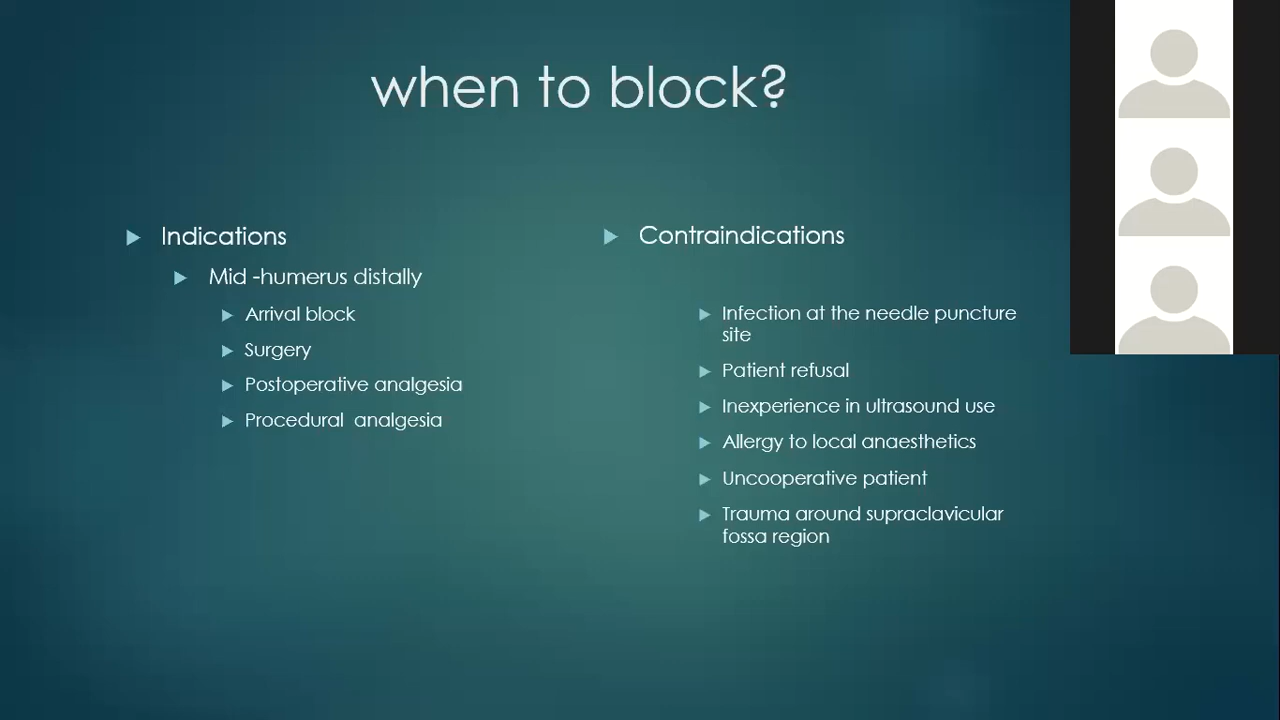 when to block?
Indications
Mid -humerus distally
Arrival block
Surgery
Postoperative analgesia
Procedural  analgesia
Contraindications
Infection at the needle puncture
site
Patient refusal
Inexperience in ultrasound use
Allergy to local anaesthetics
Uncooperative patient
Trauma around supraclavicular
fossa region